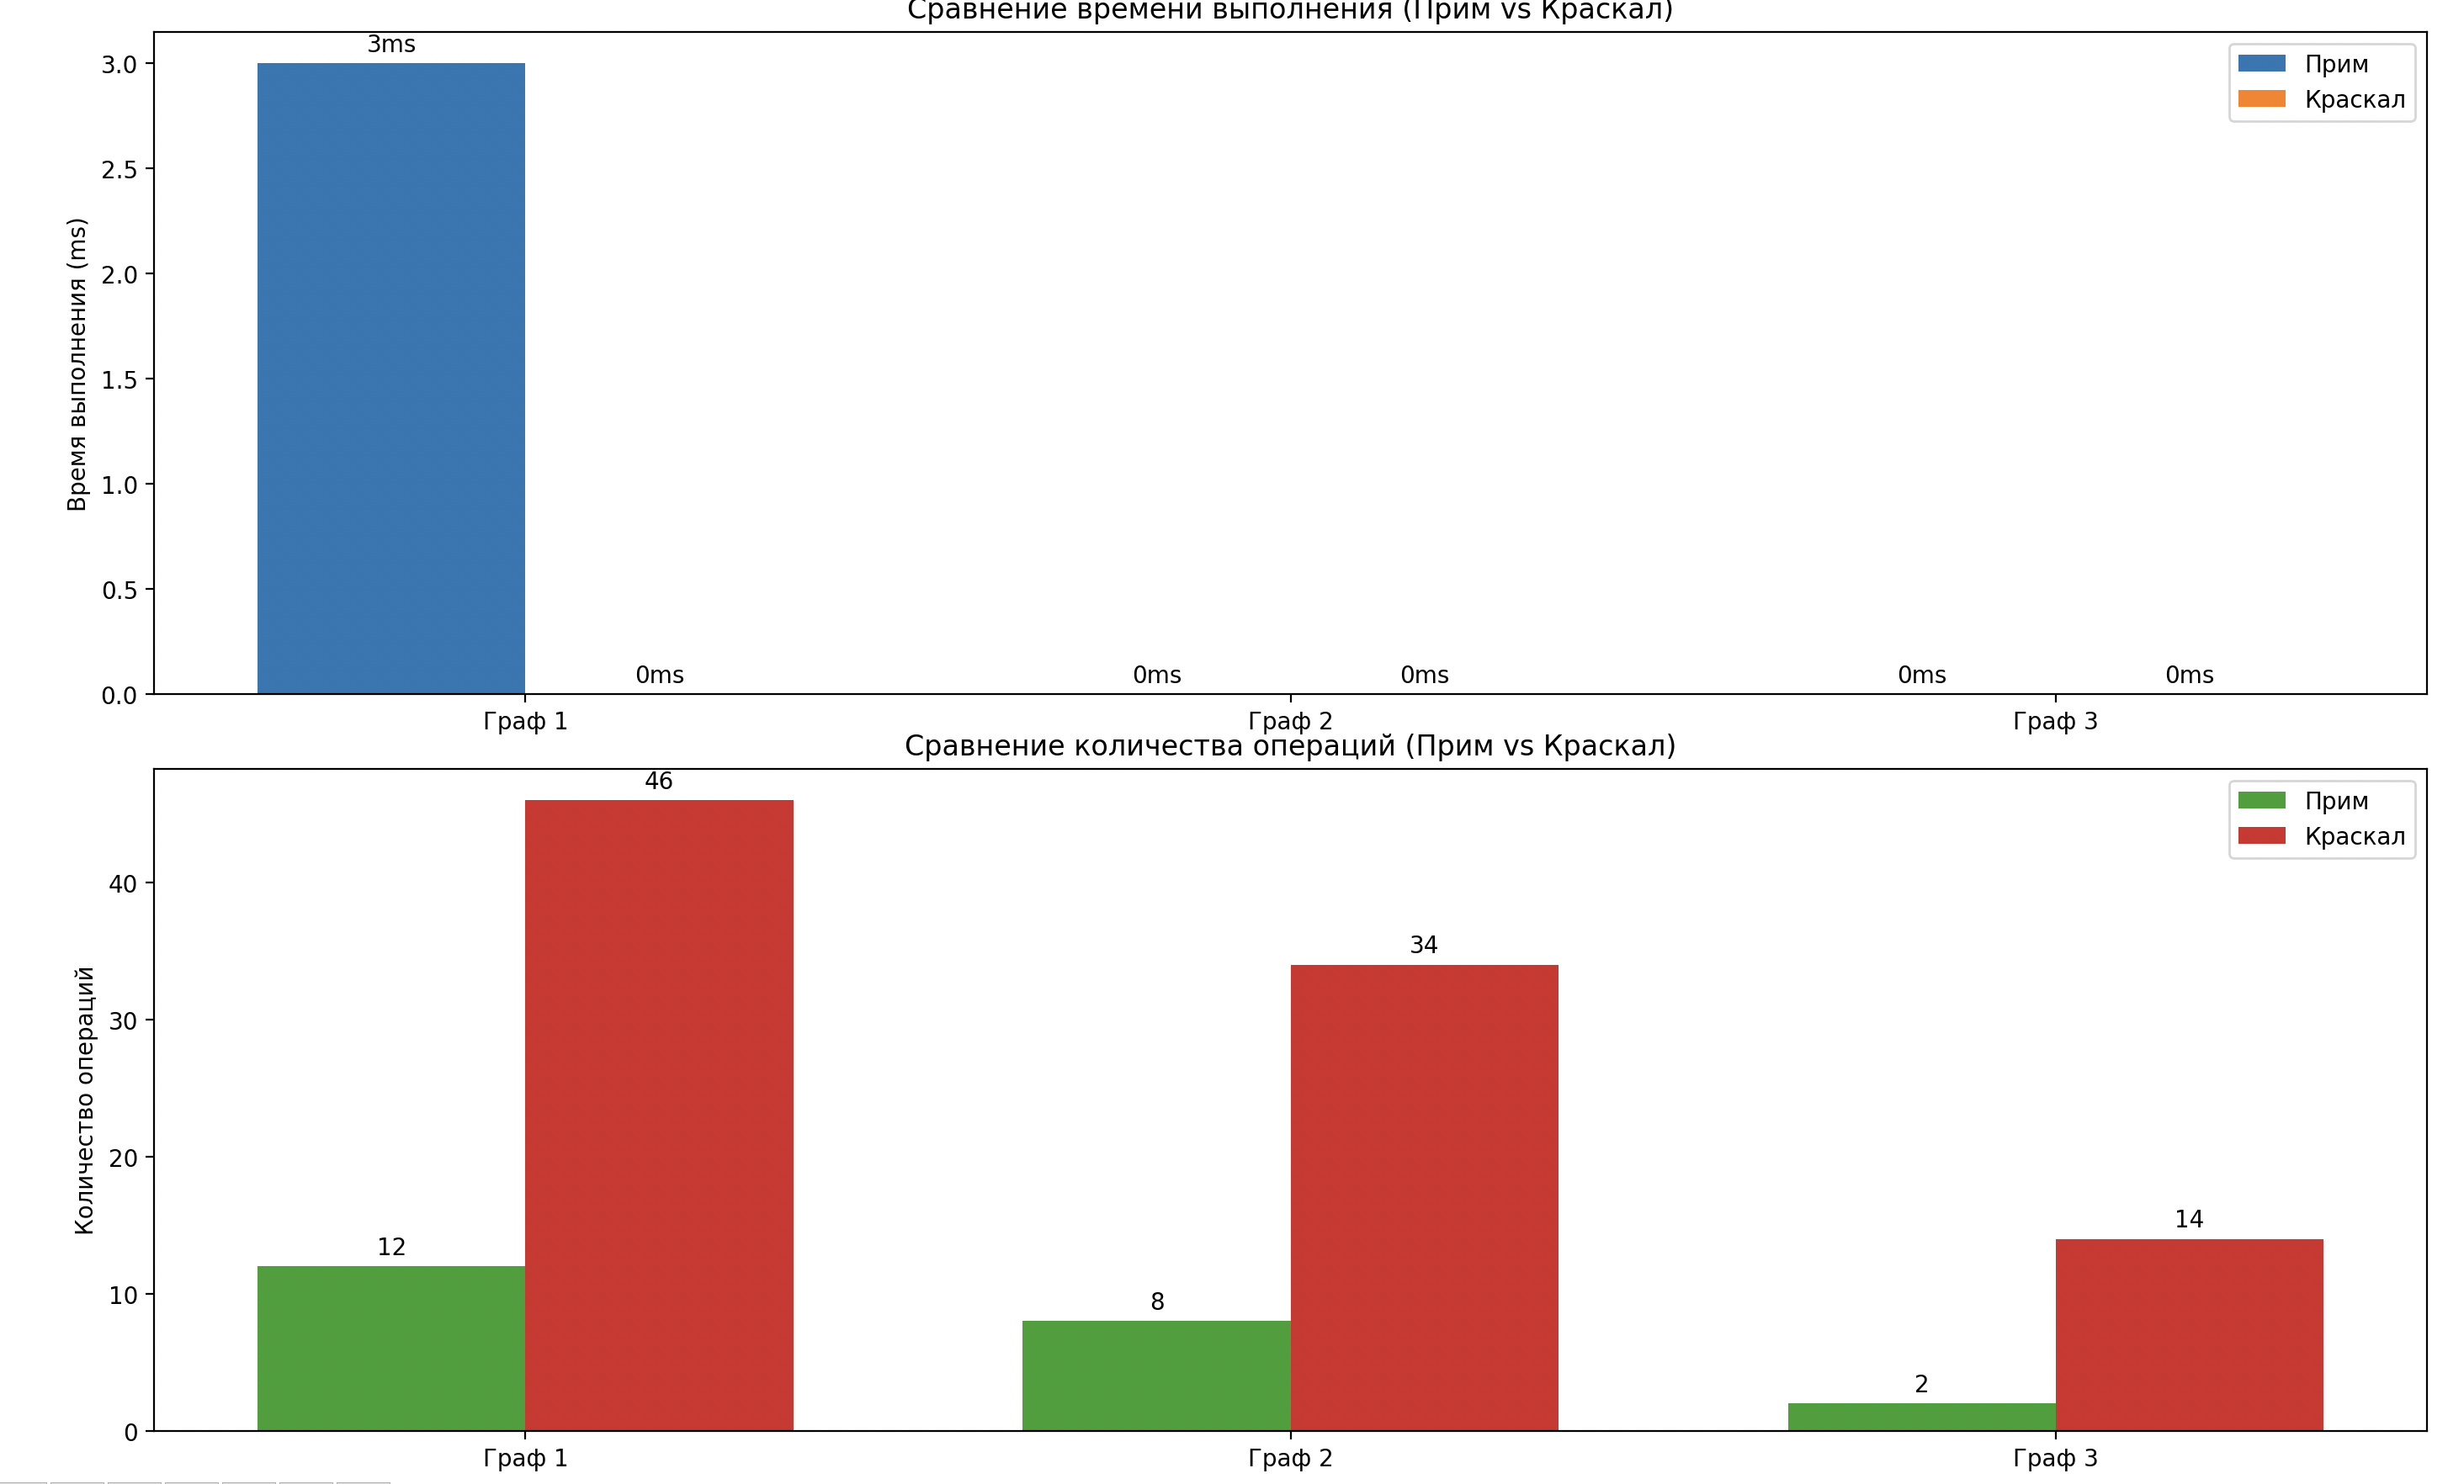 Сравнение времени выполнения (Прим vs Краскал)
3ms
Прим
Краскал
3.0
2.5
2.0
1.5
1.0
0.5
0.0
Время выполнения (ms)
0ms
0ms
0ms
0ms
0ms
Граф 1
Граф 2
Граф 3
Сравнение количества операций (Прим vs Краскал)
46
Прим
Краскал
40
30
20
10
0
Количество операций
34
14
12
8
2
Граф 1
Граф 2
Граф 3